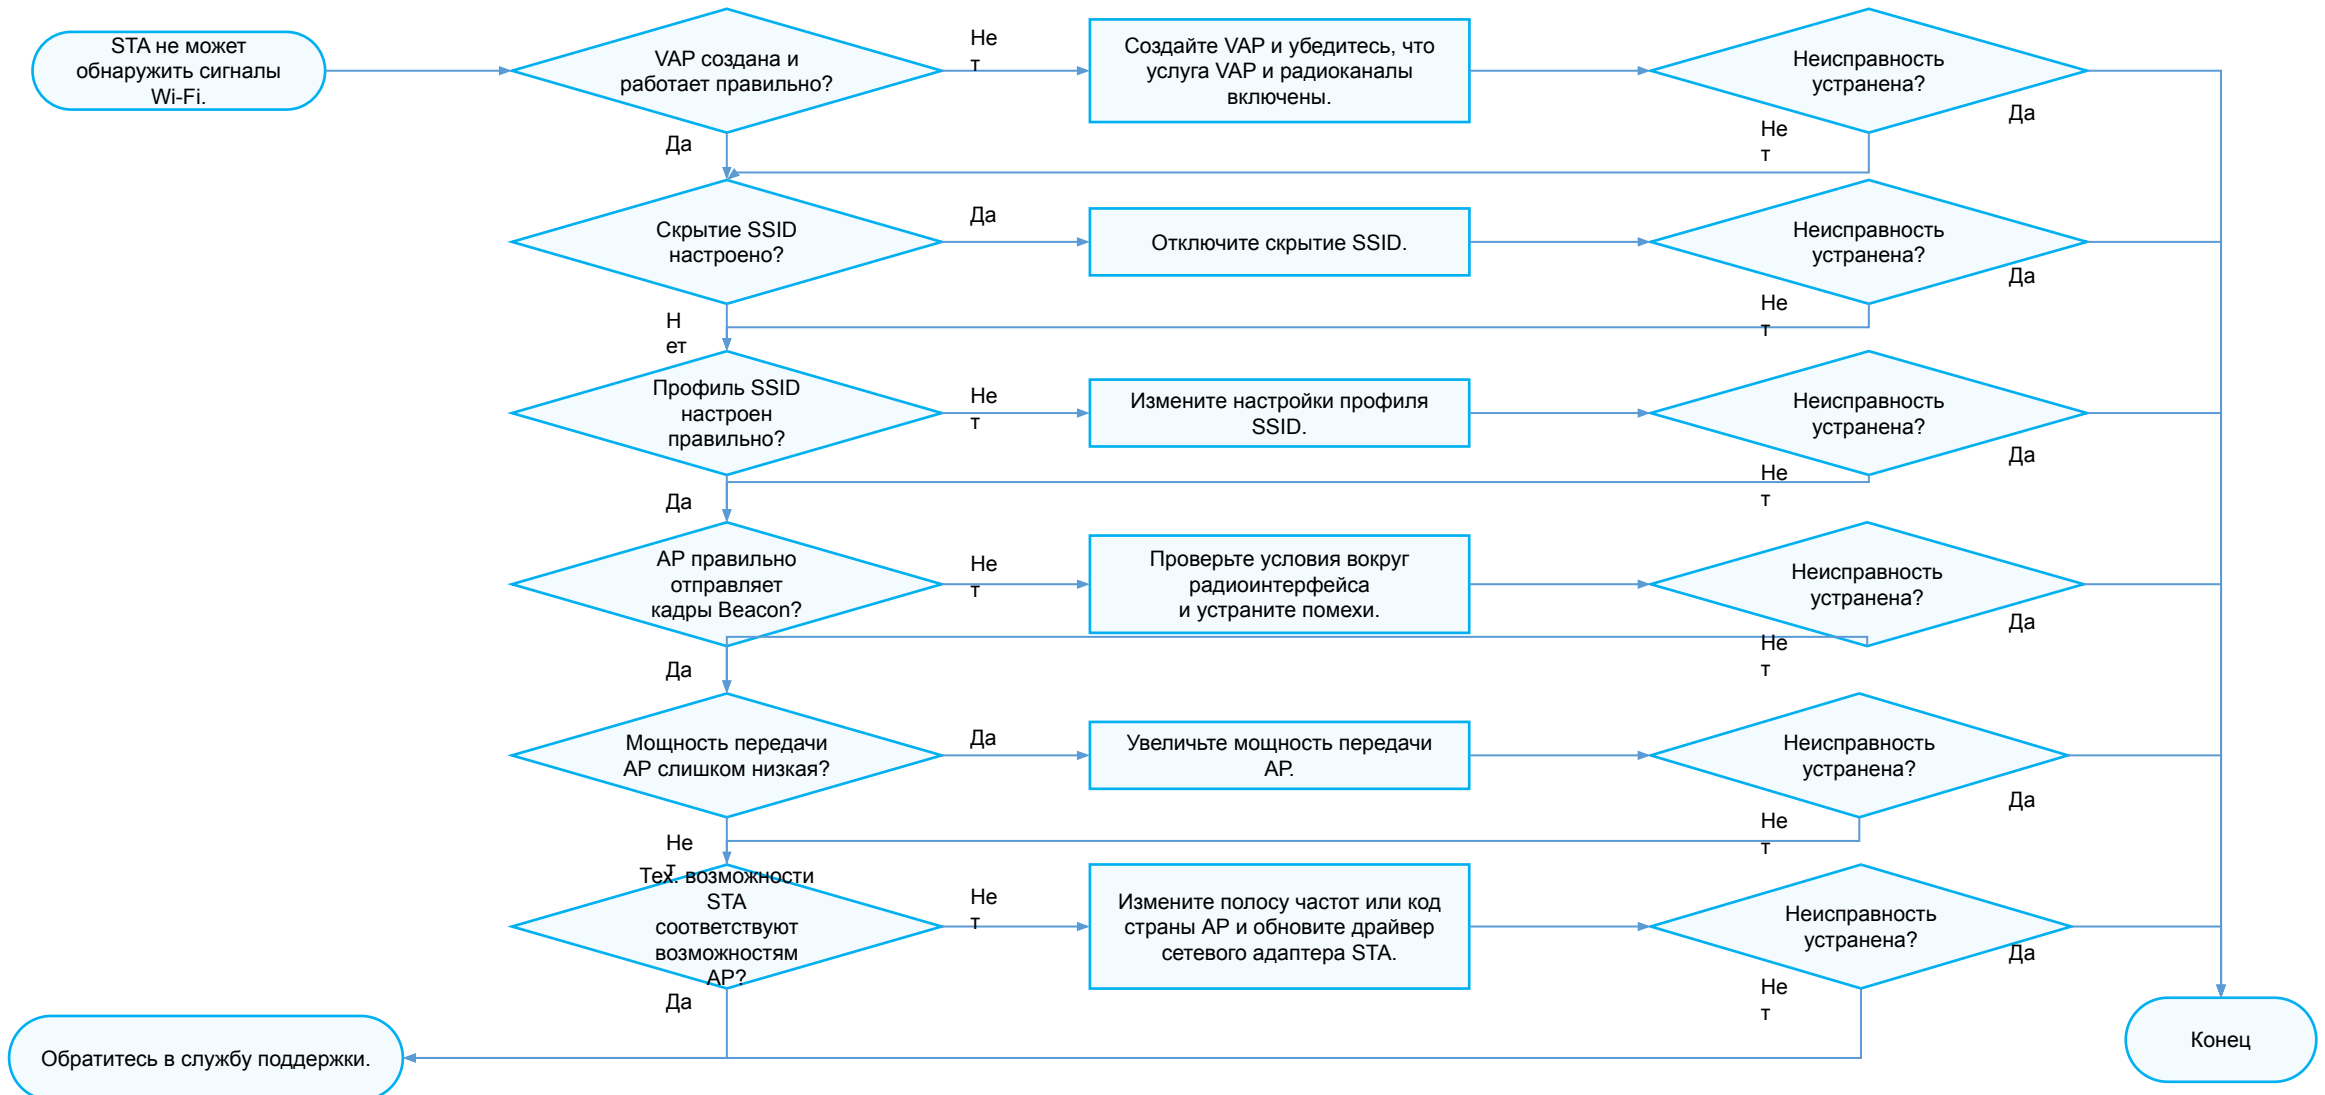 STA не может
обнаружить сигналы
Wi-Fi.
VAP создана и
работает правильно?
Не
т
Создайте VAP и убедитесь, что
услуга VAP и радиоканалы
включены.
Неисправность
устранена?
Да
Да
Не
т
Скрытие SSID
настроено?
Да
Отключите скрытие SSID.
Неисправность
устранена?
Да
Н
ет
Не
т
Профиль SSID
настроен
правильно?
Не
т
Измените настройки профиля
SSID.
Неисправность
устранена?
Да
Да
Не
т
AP правильно
отправляет
кадры Beacon?
Не
т
Проверьте условия вокруг
радиоинтерфейса
и устраните помехи.
Неисправность
устранена?
Да
Да
Не
т
Мощность передачи
AP слишком низкая?
Да
Увеличьте мощность передачи
AP.
Неисправность
устранена?
Да
Не
т
Не
т
Тех. возможности
STA
соответствуют
возможностям
AP?
Не
т
Измените полосу частот или код
страны AP и обновите драйвер
сетевого адаптера STA.
Неисправность
устранена?
Да
Да
Не
т
Обратитесь в службу поддержки.
Конец